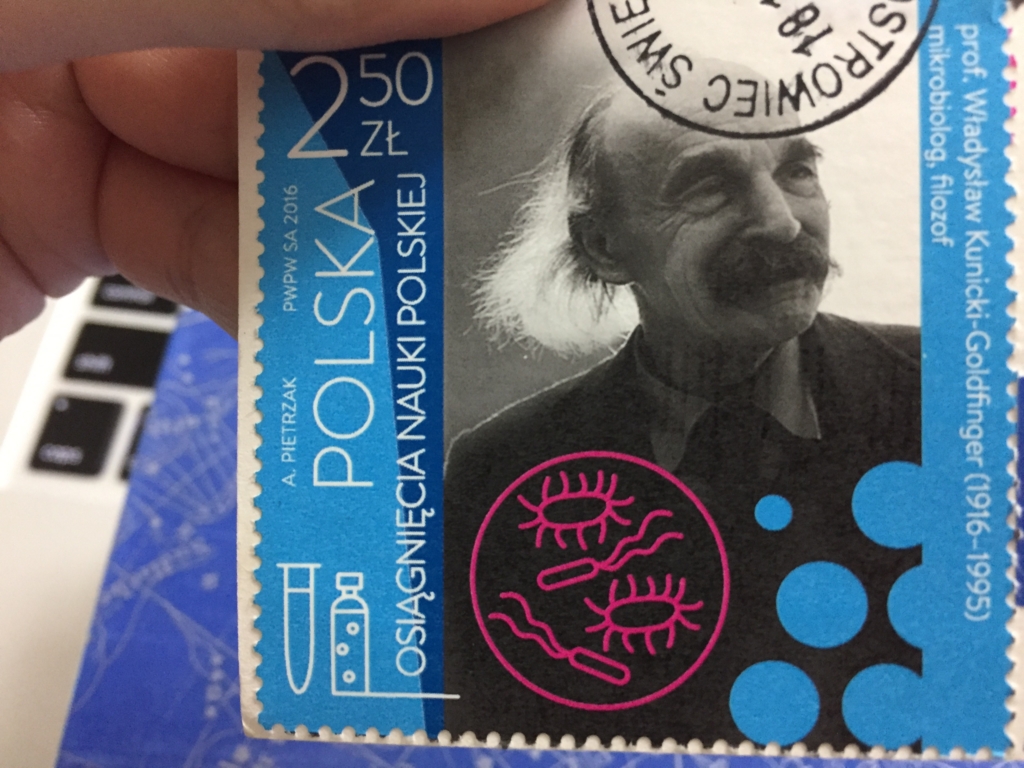 2 50
ZŁ
POLSKA
A. PIETRZAK PWPW SA 2016
OSIĄGNIĘCIA NAUKI POLSKIEJ
prof. Władysław Kunicki-Goldfinger (1916-1995)
mikrobiolog, filozof
OSTROWIEC ŚWIĘ
18